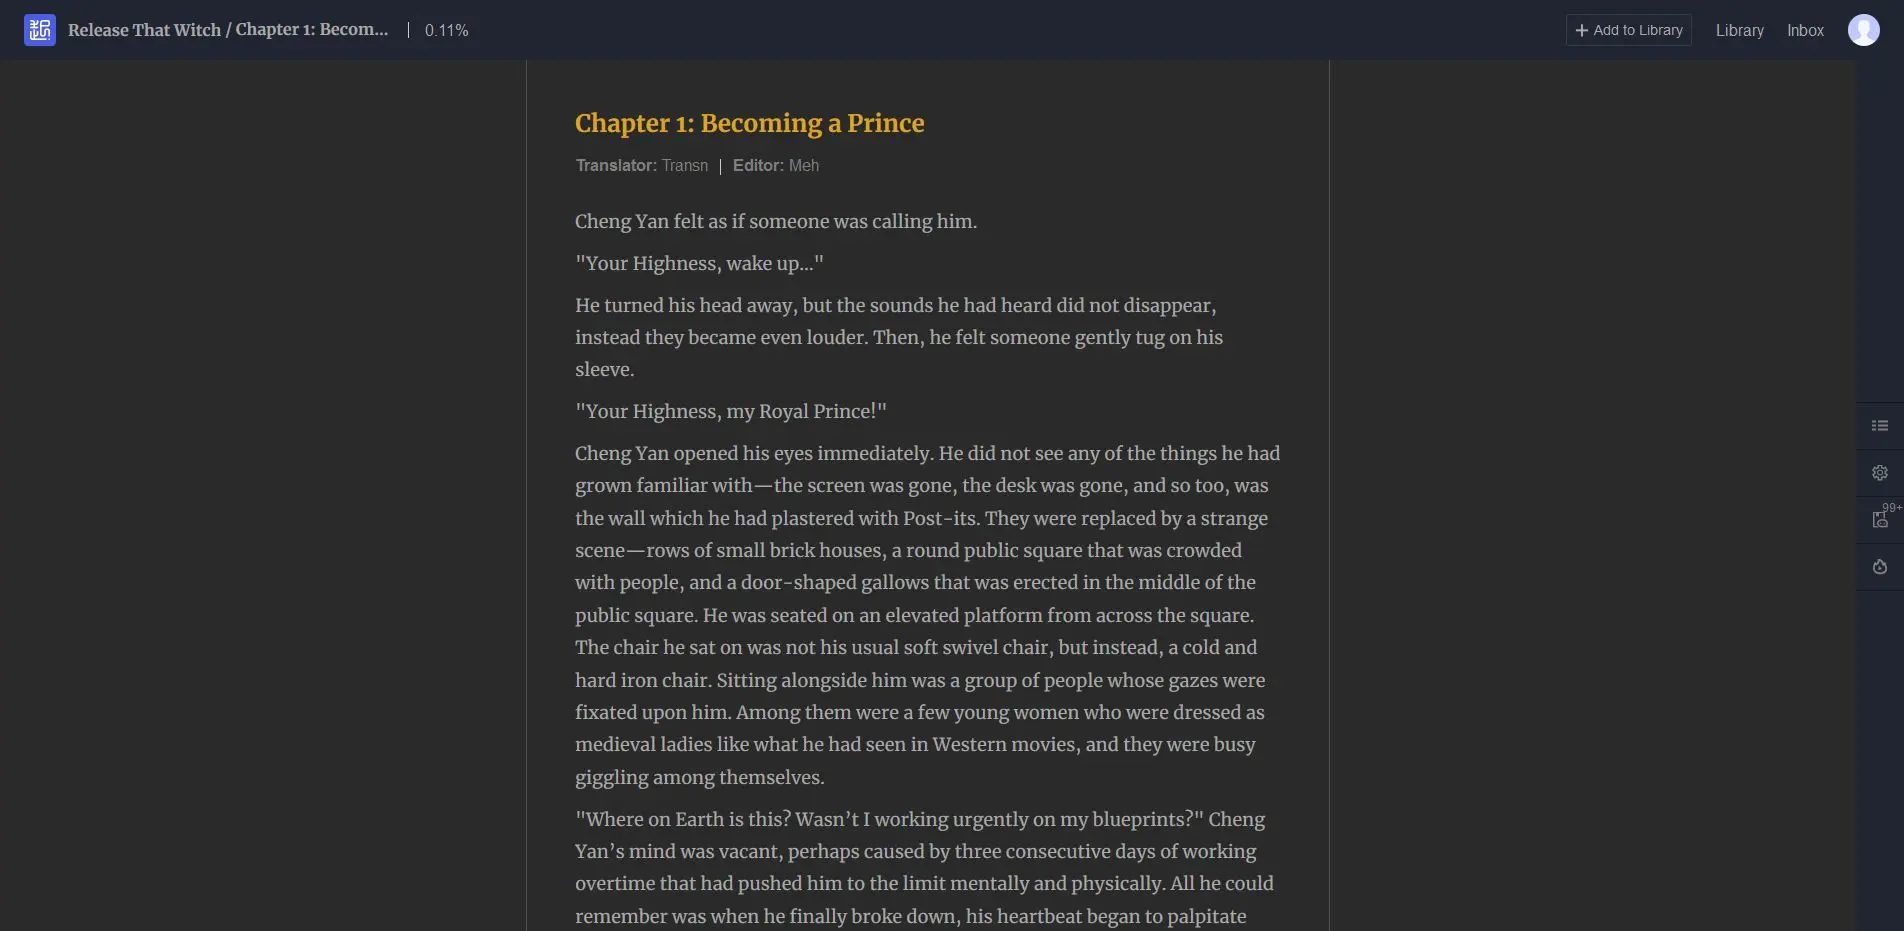 Release That Witch / Chapter 1: Becom... | 0.11%
+ Add to Library Library Inbox
Chapter 1: Becoming a Prince
Translator: Transn | Editor: Meh
Cheng Yan felt as if someone was calling him.
"Your Highness, wake up..."
He turned his head away, but the sounds he had heard did not disappear,
instead they became even louder. Then, he felt someone gently tug on his
sleeve.
"Your Highness, my Royal Prince!"
Cheng Yan opened his eyes immediately. He did not see any of the things he had
grown familiar with—the screen was gone, the desk was gone, and so too, was
the wall which he had plastered with Post-its. They were replaced by a strange
scene—rows of small brick houses, a round public square that was crowded
with people, and a door-shaped gallows that was erected in the middle of the
public square. He was seated on an elevated platform from across the square.
The chair he sat on was not his usual soft swivel chair, but instead, a cold and
hard iron chair. Sitting alongside him was a group of people whose gazes were
fixated upon him. Among them were a few young women who were dressed as
medieval ladies like what he had seen in Western movies, and they were busy
giggling among themselves.
"Where on Earth is this? Wasn’t I working urgently on my blueprints?" Cheng
Yan’s mind was vacant, perhaps caused by three consecutive days of working
overtime that had pushed him to the limit mentally and physically. All he could
remember was when he finally broke down, his heartbeat began to palpitate
99+